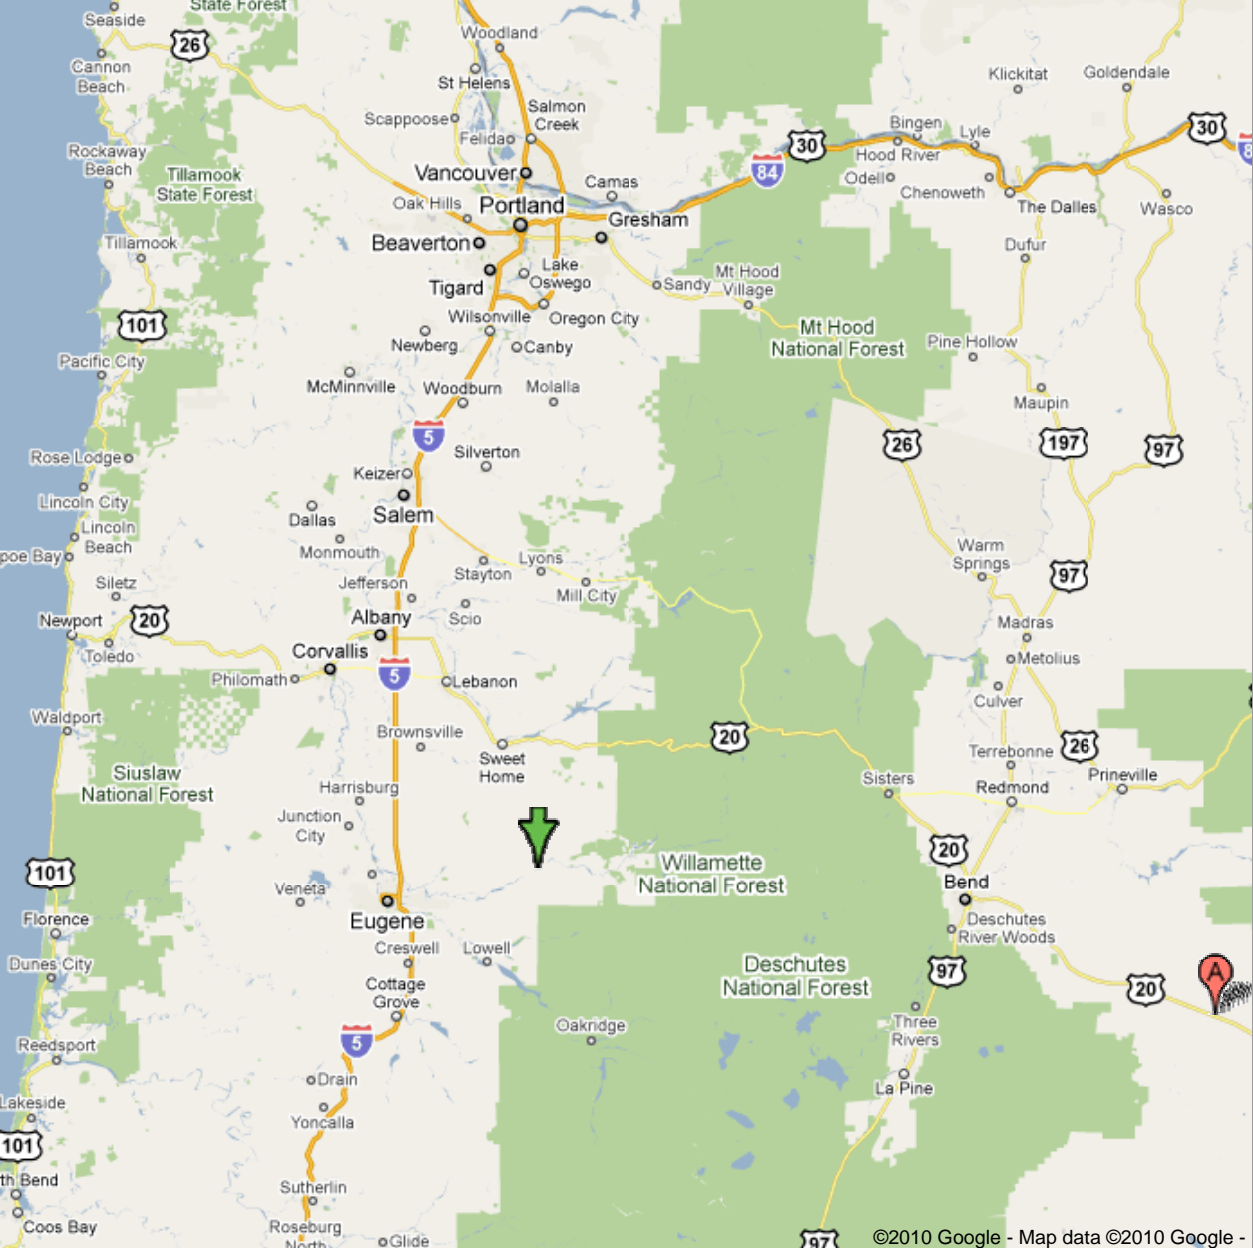 State Forest
Seaside
26
Woodland
Cannon
Beach
St Helens
Klickitat
Goldendale
Scappoose
Salmon
Creek
Felida
Bingen
Lyle
30
30
Rockaway
Beach
Hood River
84
8
Tillamook
State Forest
Vancouver
Camas
Odell
Chenoweth
The Dalles
Wasco
Oak Hills
Portland
Gresham
Tillamook
Beaverton
Dufur
Lake
Oswego
Tigard
Sandy
Mt Hood
Village
101
Wilsonville
Oregon City
Mt Hood
National Forest
Newberg
Canby
Pine Hollow
Pacific City
McMinnville
Woodburn
Molalla
Maupin
5
26
197
97
Rose Lodge
Silverton
Keizer
Lincoln City
Salem
Dallas
Lincoln
Beach
Monmouth
poe Bay
Lyons
Stayton
Warm
Springs
97
Siletz
Jefferson
Mill City
Newport
20
Albany
Scio
Madras
Toledo
Corvallis
Metolius
Philomath
5
Lebanon
Culver
Waldport
Brownsville
20
26
Terrebonne
Sweet
Home
Siuslaw
National Forest
Harrisburg
Sisters
Redmond
Prineville
Junction
City
20
Willamette
National Forest
101
Veneta
Bend
Florence
Eugene
Deschutes
River Woods
Creswell
Lowell
Dunes City
Deschutes
National Forest
97
20
A
Cottage
Grove
Three
Rivers
Oakridge
Reedsport
5
Drain
La Pine
Lakeside
Yoncalla
101
th Bend
Sutherlin
Coos Bay
Roseburg
North
Glide
97
©2010 Google - Map data ©2010 Google -